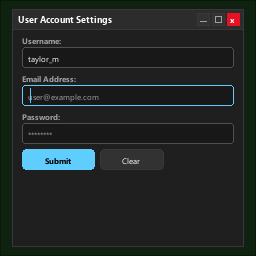 User Account Settings
Username:
taylor_m
Email Address:
user@example.com
Password:
********
Submit Clear